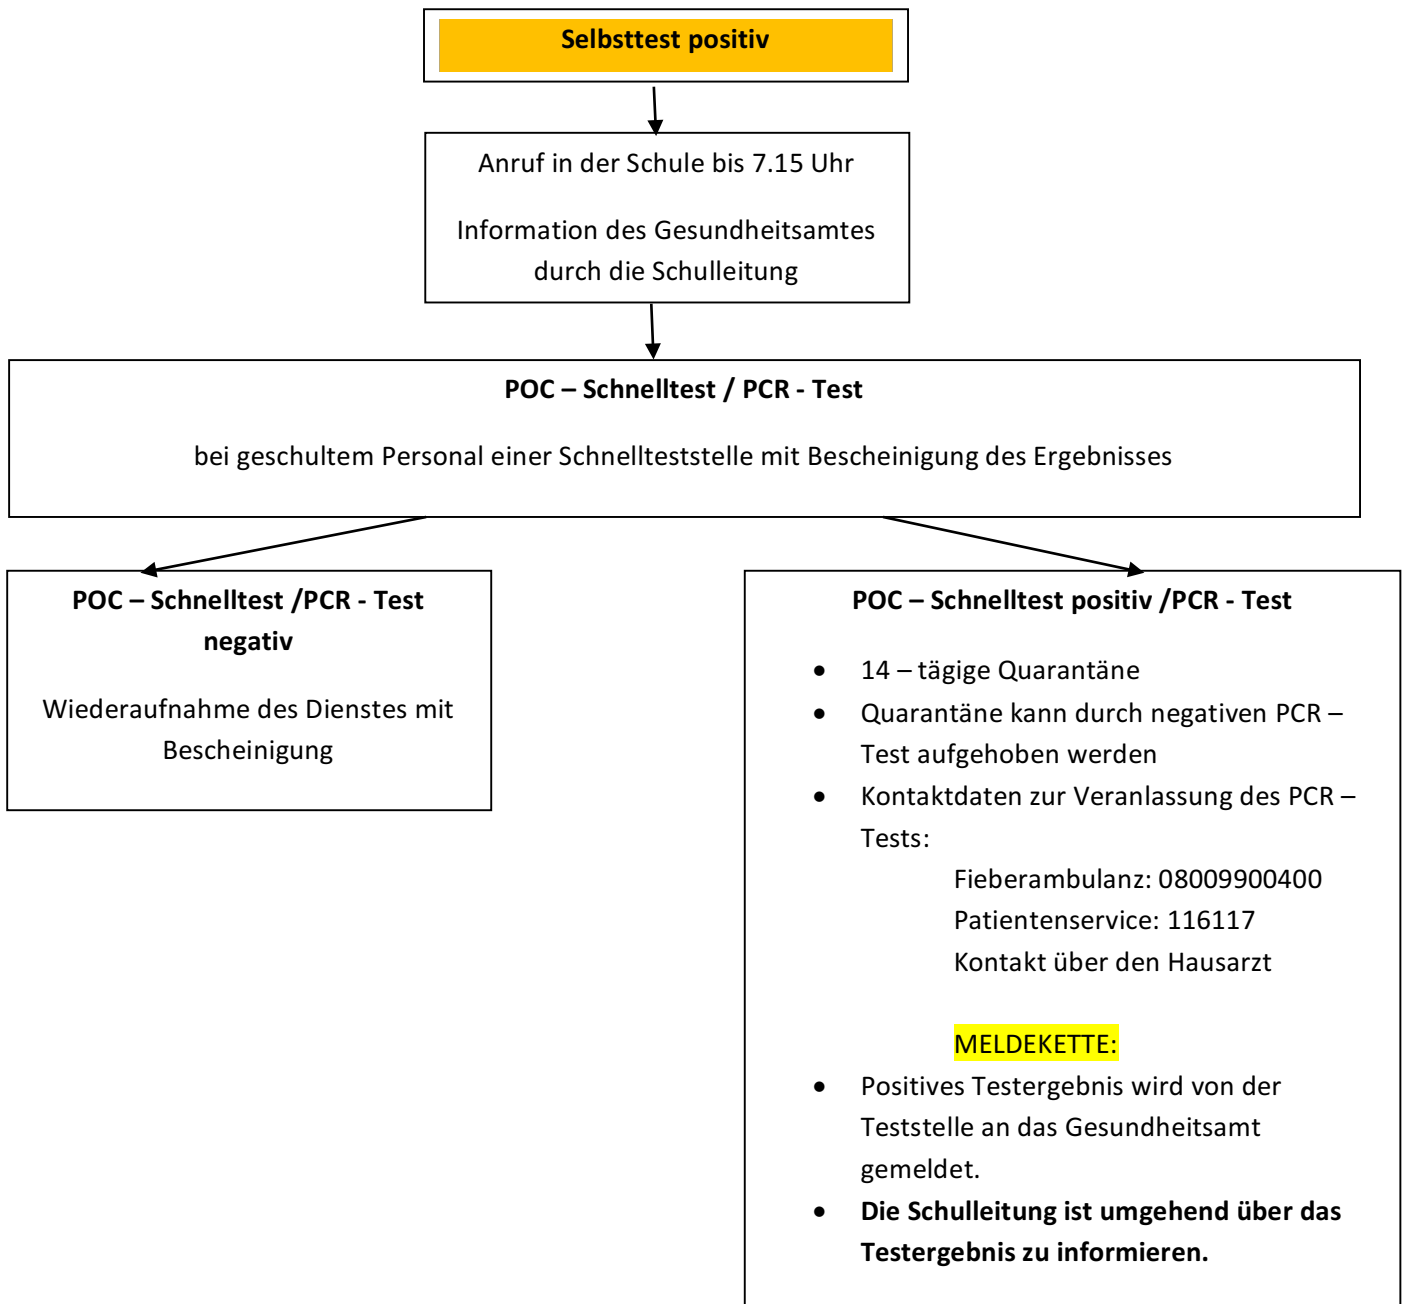 Selbsttest positiv
Anruf in der Schule bis 7.15 Uhr
Information des Gesundheitsamtes
durch die Schulleitung
POC – Schnelltest / PCR - Test
bei geschultem Personal einer Schnellteststelle mit Bescheinigung des Ergebnisses
POC – Schnelltest /PCR - Test
negativ
Wiederaufnahme des Dienstes mit
Bescheinigung
POC – Schnelltest positiv /PCR - Test
• 14 – tägige Quarantäne
• Quarantäne kann durch negativen PCR –
Test aufgehoben werden
• Kontaktdaten zur Veranlassung des PCR –
Tests:
Fieberambulanz: 08009900400
Patientenservice: 116117
Kontakt über den Hausarzt
MELDEKETTE:
• Positives Testergebnis wird von der
Teststelle an das Gesundheitsamt
gemeldet.
• Die Schulleitung ist umgehend über das
Testergebnis zu informieren.